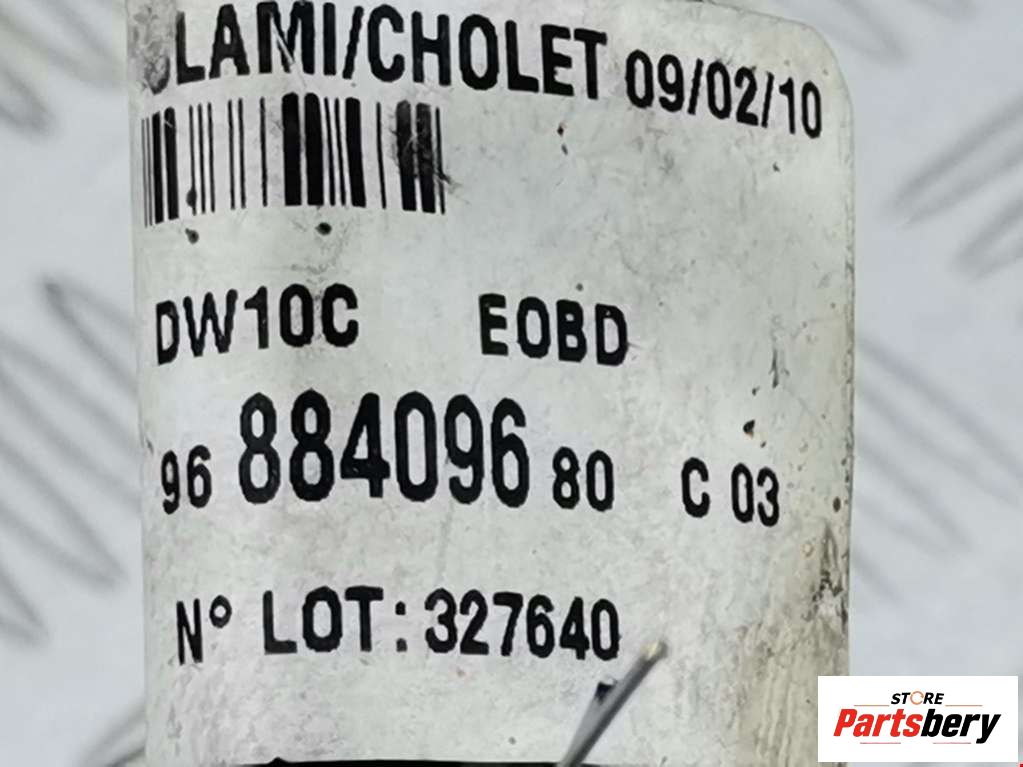 LAMI/CHOLET 09/02/10
DW10C EOBD
96 884096 80 C 03
N° LOT: 327640
STORE
Partsbery